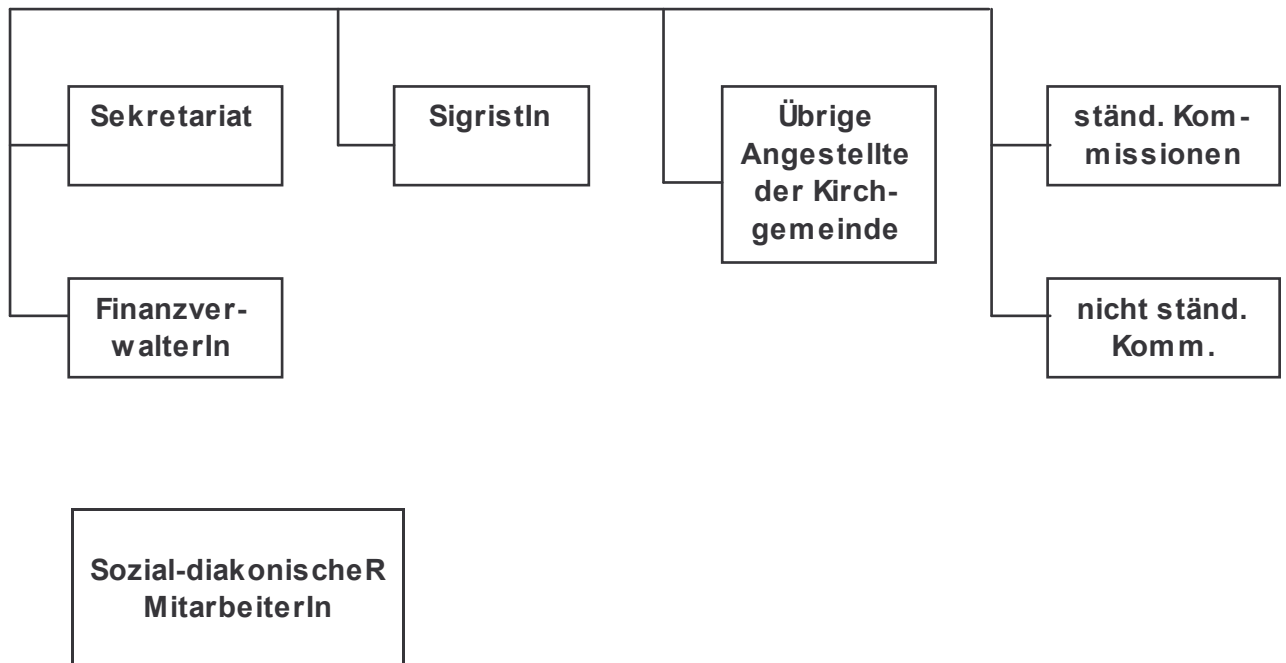 Sekretariat
SigristIn
Übrige
Angestellte
der Kirch-
gemeinde
ständ. Kom-
missionen
Finanzver-
walterIn
nicht ständ.
Komm.
Sozial-diakonischeR
MitarbeiterIn